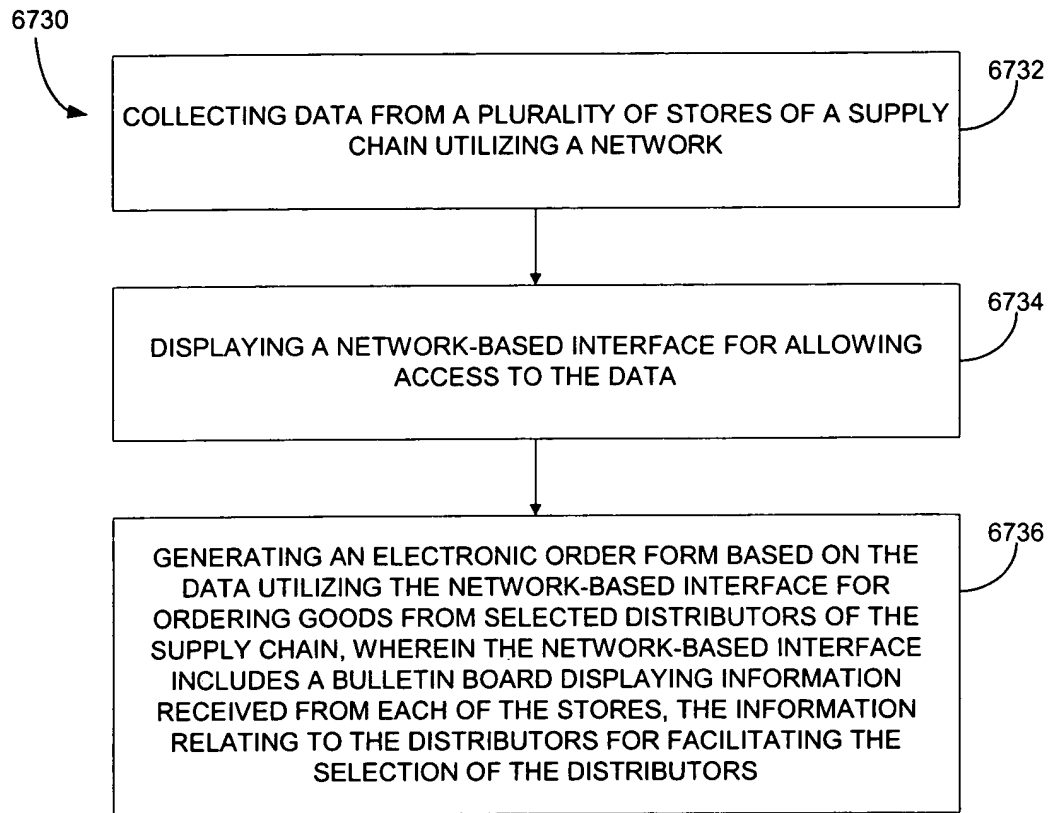 6730
6732
COLLECTING DATA FROM A PLURALITY OF STORES OF A SUPPLY
CHAIN UTILIZING A NETWORK
6734
DISPLAYING A NETWORK-BASED INTERFACE FOR ALLOWING
ACCESS TO THE DATA
6736
GENERATING AN ELECTRONIC ORDER FORM BASED ON THE
DATA UTILIZING THE NETWORK-BASED INTERFACE FOR
ORDERING GOODS FROM SELECTED DISTRIBUTORS OF THE
SUPPLY CHAIN, WHEREIN THE NETWORK-BASED INTERFACE
INCLUDES A BULLETIN BOARD DISPLAYING INFORMATION
RECEIVED FROM EACH OF THE STORES, THE INFORMATION
RELATING TO THE DISTRIBUTORS FOR FACILITATING THE
SELECTION OF THE DISTRIBUTORS